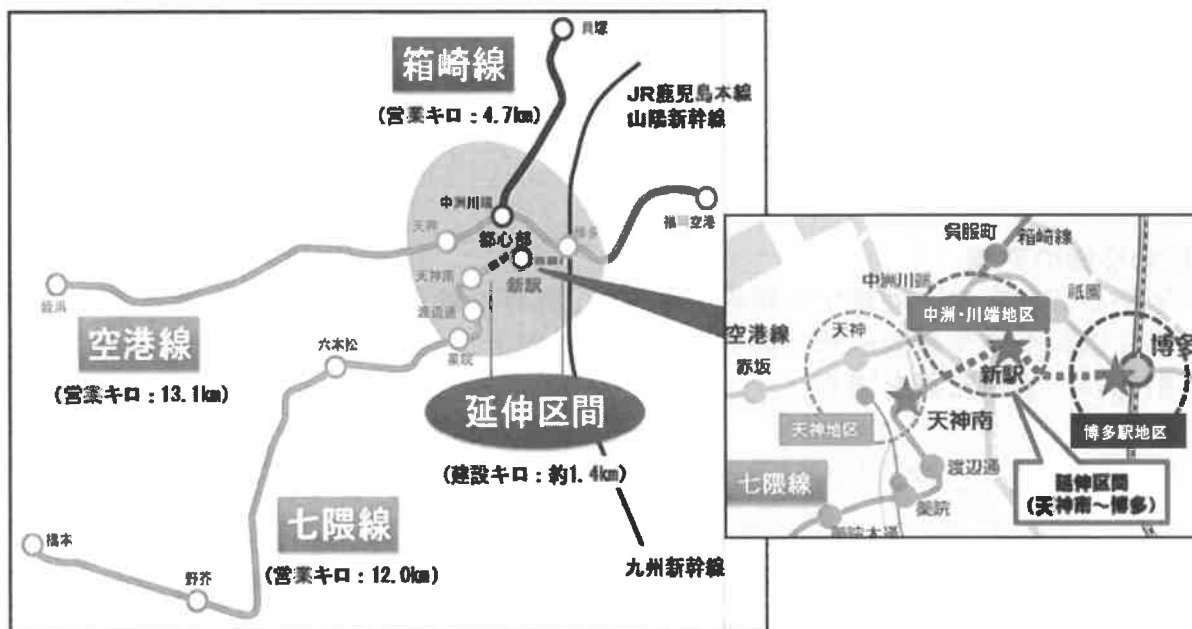 貝塚
箱崎線
(営業キロ：4.7km)
JR鹿児島本線
山陽新幹線
中洲川端
福岡空港
天神
都心部
博多
天神南
新駅
渡辺通
薬院
姪浜
空港線
(営業キロ：13.1km)
六本松
延伸区間
(建設キロ：約1.4km)
七隈線
(営業キロ：12.0km)
橋本
野芥
九州新幹線
呉服町
箱崎線
中洲川端
祇園
中洲・川端地区
空港線
天神
博多
赤坂
新駅
天神南
天神地区
博多駅地区
渡辺通
七隈線
薬院
薬院大通
延伸区間
(天神南～博多)